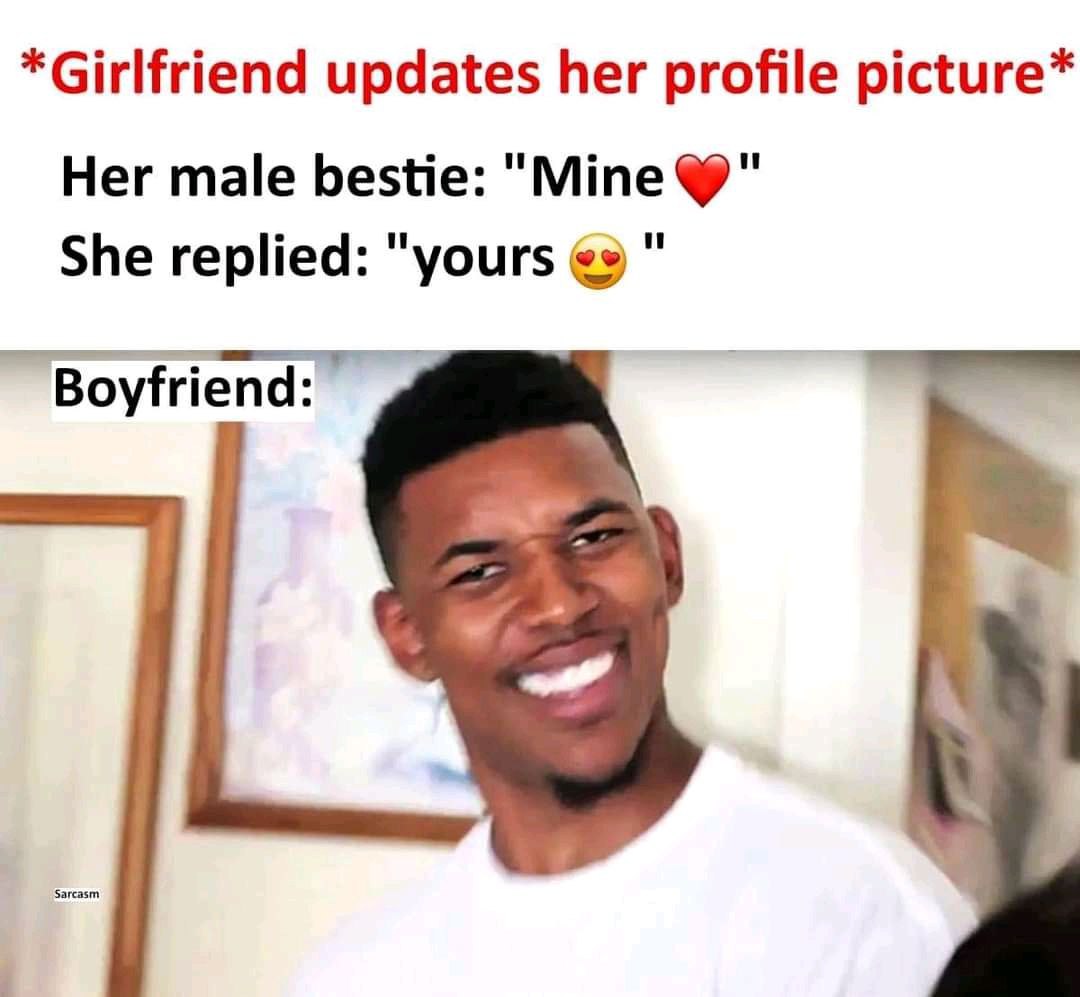 *Girlfriend updates her profile picture*
Her male bestie: "Mine ❤️"
She replied: "yours 😍 "
Boyfriend:
Sarcasm